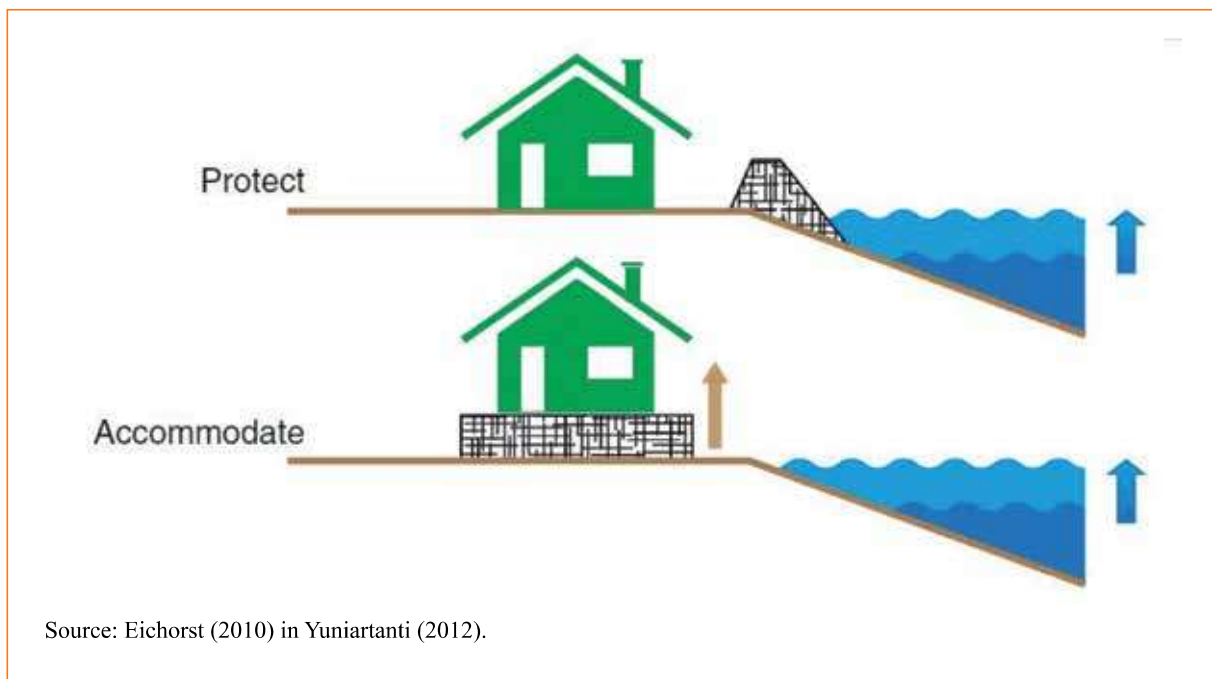 Protect
Accommodate
Source: Eichorst (2010) in Yuniartanti (2012).